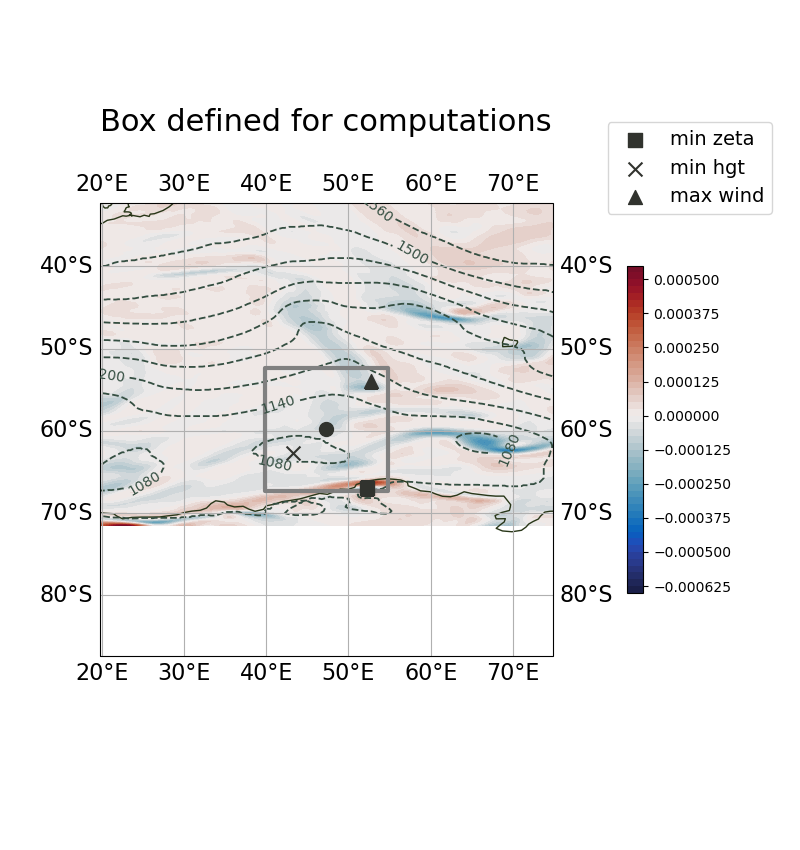 Box defined for computations
min zeta
min hgt
max wind
20°E 30°E 40°E 50°E 60°E 70°E
40°S 40°S
50°S 50°S
60°S 60°S
70°S 70°S
80°S 80°S
20°E 30°E 40°E 50°E 60°E 70°E
1500
200
1140
1080
1080
1080
0.000500
0.000375
0.000250
0.000125
0.000000
−0.000125
−0.000250
−0.000375
−0.000500
−0.000625